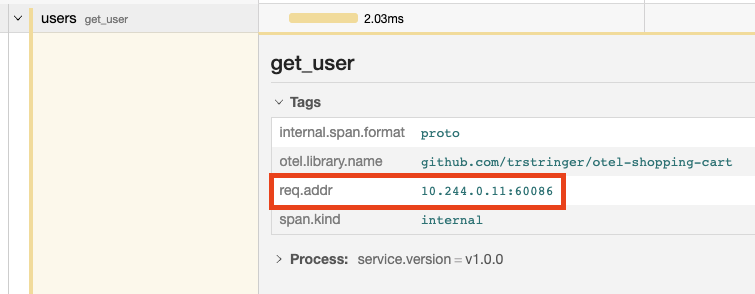 users get_user
2.03ms
get_user
Tags
internal.span.format proto
otel.library.name github.com/trstringer/otel-shopping-cart
req.addr 10.244.0.11:60086
span.kind internal
Process: service.version = v1.0.0